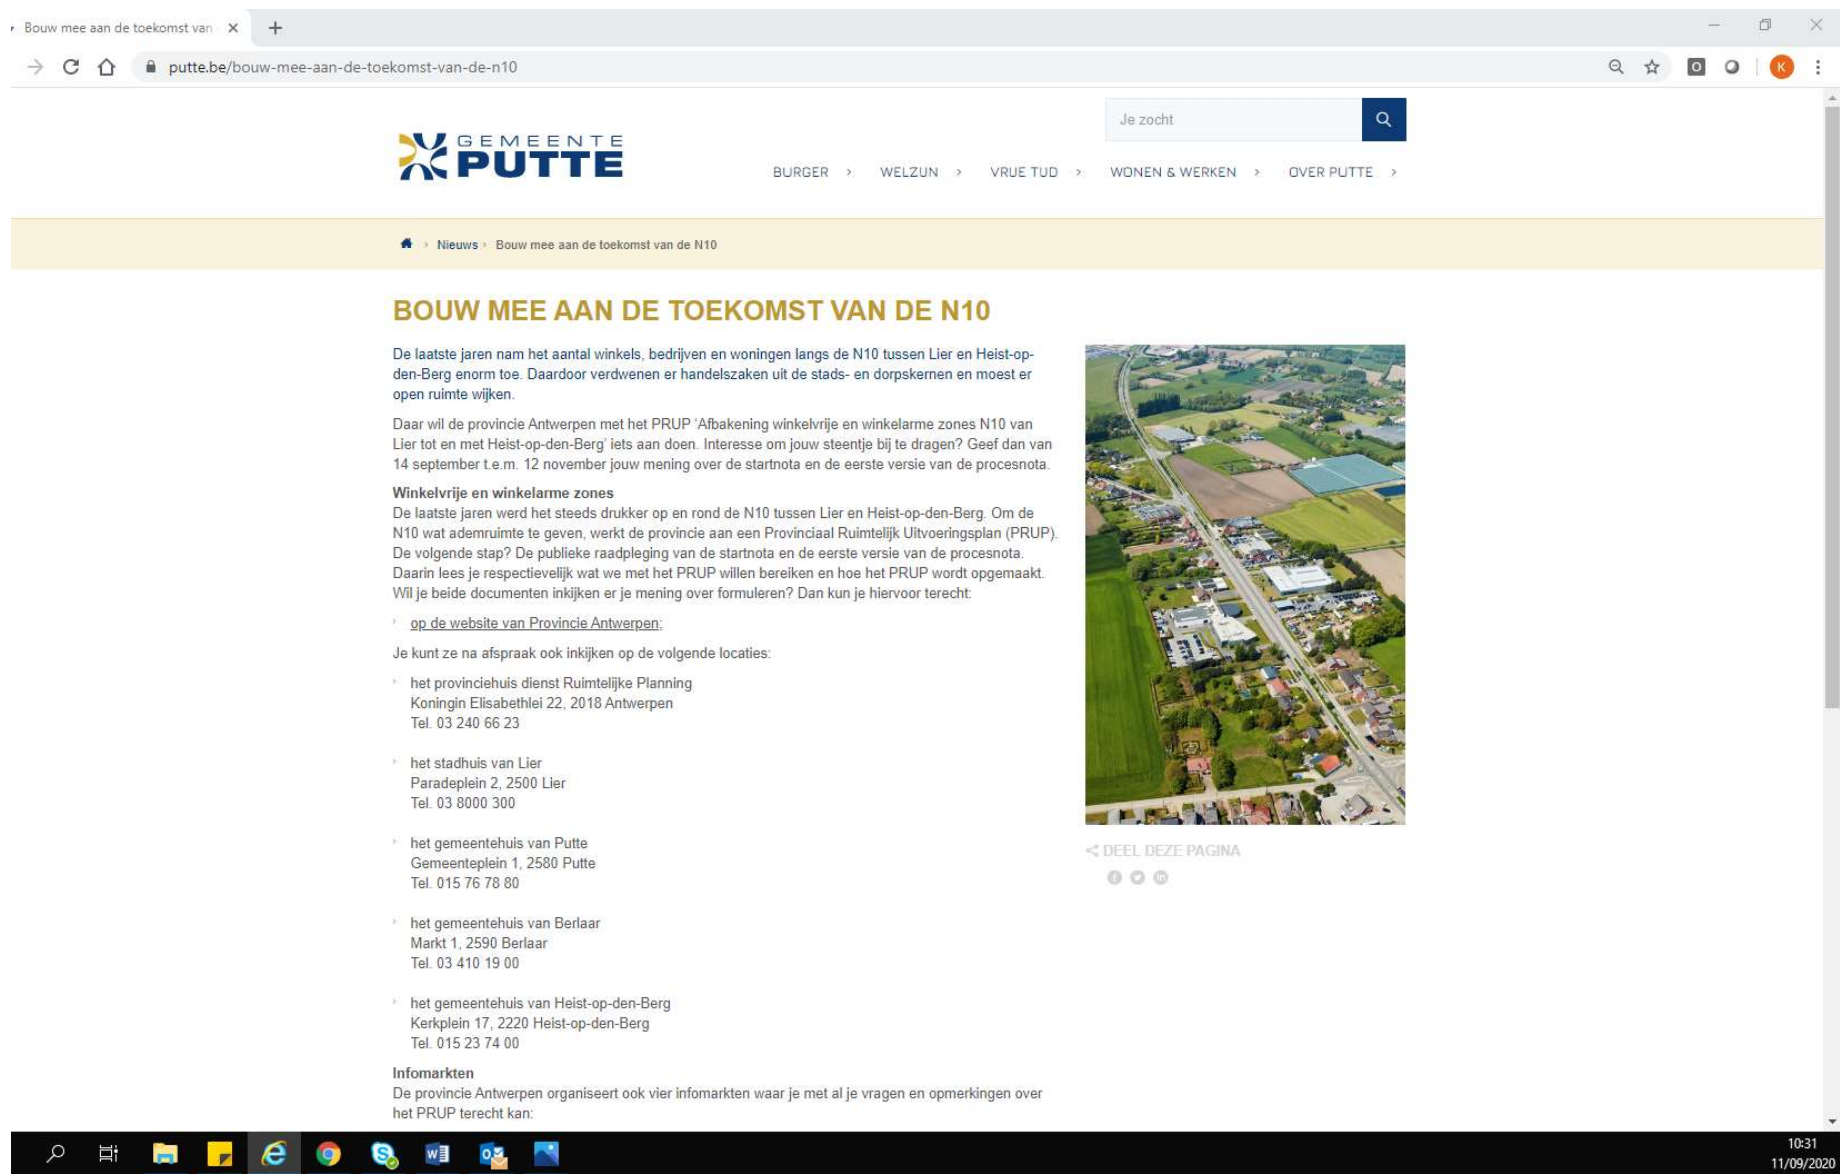 Bouw mee aan de toekomst van
putte.be/bouw-mee-aan-de-toekomst-van-de-n10
K
Je zocht
GEMEENTE
PUTTE
BURGER > WELZIJN > VRIJE TIJD > WONEN & WERKEN > OVER PUTTE >
Nieuws > Bouw mee aan de toekomst van de N10
BOUW MEE AAN DE TOEKOMST VAN DE N10
De laatste jaren nam het aantal winkels, bedrijven en woningen langs de N10 tussen Lier en Heist-op-
den-Berg enorm toe. Daardoor verdwenen er handelszaken uit de stads- en dorpskernen en moest er
open ruimte wijken.
Daar wil de provincie Antwerpen met het PRUP 'Afbakening winkelvrije en winkelarme zones N10 van
Lier tot en met Heist-op-den-Berg' iets aan doen. Interesse om jouw steentje bij te dragen? Geef dan van
14 september t.e.m. 12 november jouw mening over de startnota en de eerste versie van de procesnota.
Winkelvrije en winkelarme zones
De laatste jaren werd het steeds drukker op en rond de N10 tussen Lier en Heist-op-den-Berg. Om de
N10 wat ademruimte te geven, werkt de provincie aan een Provinciaal Ruimtelijk Uitvoeringsplan (PRUP).
De volgende stap? De publieke raadpleging van de startnota en de eerste versie van de procesnota.
Daarin lees je respectievelijk wat we met het PRUP willen bereiken en hoe het PRUP wordt opgemaakt.
Wil je beide documenten inkijken er je mening over formuleren? Dan kun je hiervoor terecht:
op de website van Provincie Antwerpen;
Je kunt ze na afspraak ook inkijken op de volgende locaties:
het provinciehuis dienst Ruimtelijke Planning
Koningin Elisabethlei 22, 2018 Antwerpen
Tel. 03 240 66 23
het stadhuis van Lier
Paradeplein 2, 2500 Lier
Tel. 03 8000 300
het gemeentehuis van Putte
Gemeenteplein 1, 2580 Putte
Tel. 015 76 78 80
DEEL DEZE PAGINA
het gemeentehuis van Berlaar
Markt 1, 2590 Berlaar
Tel. 03 410 19 00
het gemeentehuis van Heist-op-den-Berg
Kerkplein 17, 2220 Heist-op-den-Berg
Tel. 015 23 74 00
Infomarkten
De provincie Antwerpen organiseert ook vier infomarkten waar je met al je vragen en opmerkingen over
het PRUP terecht kan:
10:31
11/09/2020